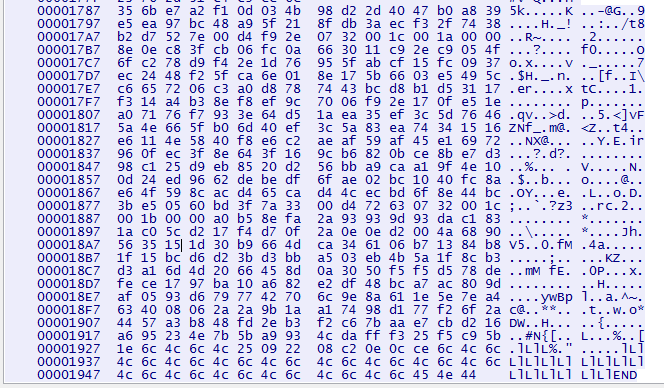 00001787 35 6b e7 a2 f1 0d 03 4b 98 d2 2d 40 47 b0 a8 39 5k.....K ..-@G..9
00001797 e5 ea 97 bc 48 a9 5f 21 8f db 3a ec f3 2f 74 38 ....H._! ..:../t8
000017A7 b2 d7 52 7e 00 d4 f9 2e 07 32 00 1c 00 1a 00 00 ..R~.... .2......
000017B7 8e 0e c8 3f cb 06 fc 0a 66 30 11 c9 2e c9 05 4f ...?.... f0.....O
000017C7 6f c2 78 d9 f4 2e 1d 76 95 5f ab cf 15 fc 09 37 o.x....v ._.....7
000017D7 ec 24 48 f2 5f ca 6e 01 8e 17 5b 66 03 e5 49 5c .$H._.n. ..[f..I\
000017E7 c6 65 72 06 c3 a0 d8 78 74 43 bc d8 b1 d5 31 17 .er....x tC....1.
000017F7 f3 14 a4 b3 8e f8 ef 9c 70 06 f9 2e 17 0f e5 1e ........ p.......
00001807 a0 71 76 f7 93 3e 64 d5 1a ea 35 ef 3c 5d 76 46 .qv..>d. ..5.<]vF
00001817 5a 4e 66 5f b0 6d 40 ef 3c 5a 83 ea 74 34 15 16 ZNf_.m@. <Z..t4..
00001827 e6 11 4e 58 40 f8 e6 c2 ae af 59 af 45 e1 69 72 ..NX@... ..Y.E.ir
00001837 96 0f ec 3f 8e 64 3f 16 9c b6 82 0b ce 8b e7 d3 ...?.d?. ........
00001847 98 c1 25 d9 eb 85 20 d2 56 bb a9 ca a1 9f 4e 10 ..%... . V.....N.
00001857 0d 24 ed 96 62 de be df 6f ae 02 bc 10 40 fc 8a .$..b... o....@..
00001867 e6 4f 59 8c ac d4 65 ca d4 4c ec bd 6f 8e 44 bc .OY...e. .L..o.D.
00001877 3b e5 05 60 bd 3f 7a 33 00 d4 72 63 07 32 00 1c ;..`.?z3 ..rc.2..
00001887 00 1b 00 00 a0 b5 8e fa 2a 93 93 9d 93 da c1 83 ........ *.......
00001897 1a c0 5c d2 17 f4 d7 0f 2a 0e 0e d2 00 4a 68 90 ..\..... *....Jh.
000018A7 56 35 15 1d 30 b9 66 4d ca 34 61 06 b7 13 84 b8 V5..0.fM .4a.....
000018B7 1f 15 bc d6 d2 3b d3 bb a5 03 eb 4b 5a 1f 8c b3 .....;.. ...KZ...
000018C7 d3 a1 6d 4d 20 66 45 8d 0a 30 50 f5 f5 d5 78 de ..mM fE. .0P...x.
000018D7 fe ce 17 97 ba 10 a6 82 e2 df 48 bc a7 ac 80 9d ........ ..H.....
000018E7 af 05 93 d6 79 77 42 70 6c 9e 8a 61 1e 5e 7e a4 ....ywBp l..a.^~.
000018F7 63 40 08 06 2a 2a 9b 1a a1 74 98 d1 77 f2 6f 2a c@..**.. .t..w.o*
00001907 44 57 a3 b8 48 fd 2e b3 f2 c6 7b aa e7 cb d2 16 DW..H... ..{.....
00001917 a6 95 23 4e 7b 5b a9 93 4c da ff f3 25 f5 c9 5b ..#N{[.. L...%..[
00001927 1e 6c 4c 6c 4c 25 09 22 08 c2 0e 0c ce 6c 4c 6c .lLlL%." .....lLl
00001937 4c 6c 4c 6c 4c 6c 4c 6c 4c 6c 4c 6c 4c 6c 4c 6c LlLlLlLl LlLlLlLl
00001947 4c 6c 4c 6c 4c 6c 4c 6c 4c 6c 4c 6c 6c 45 4e 44 LlLlLlLl LlLllEND